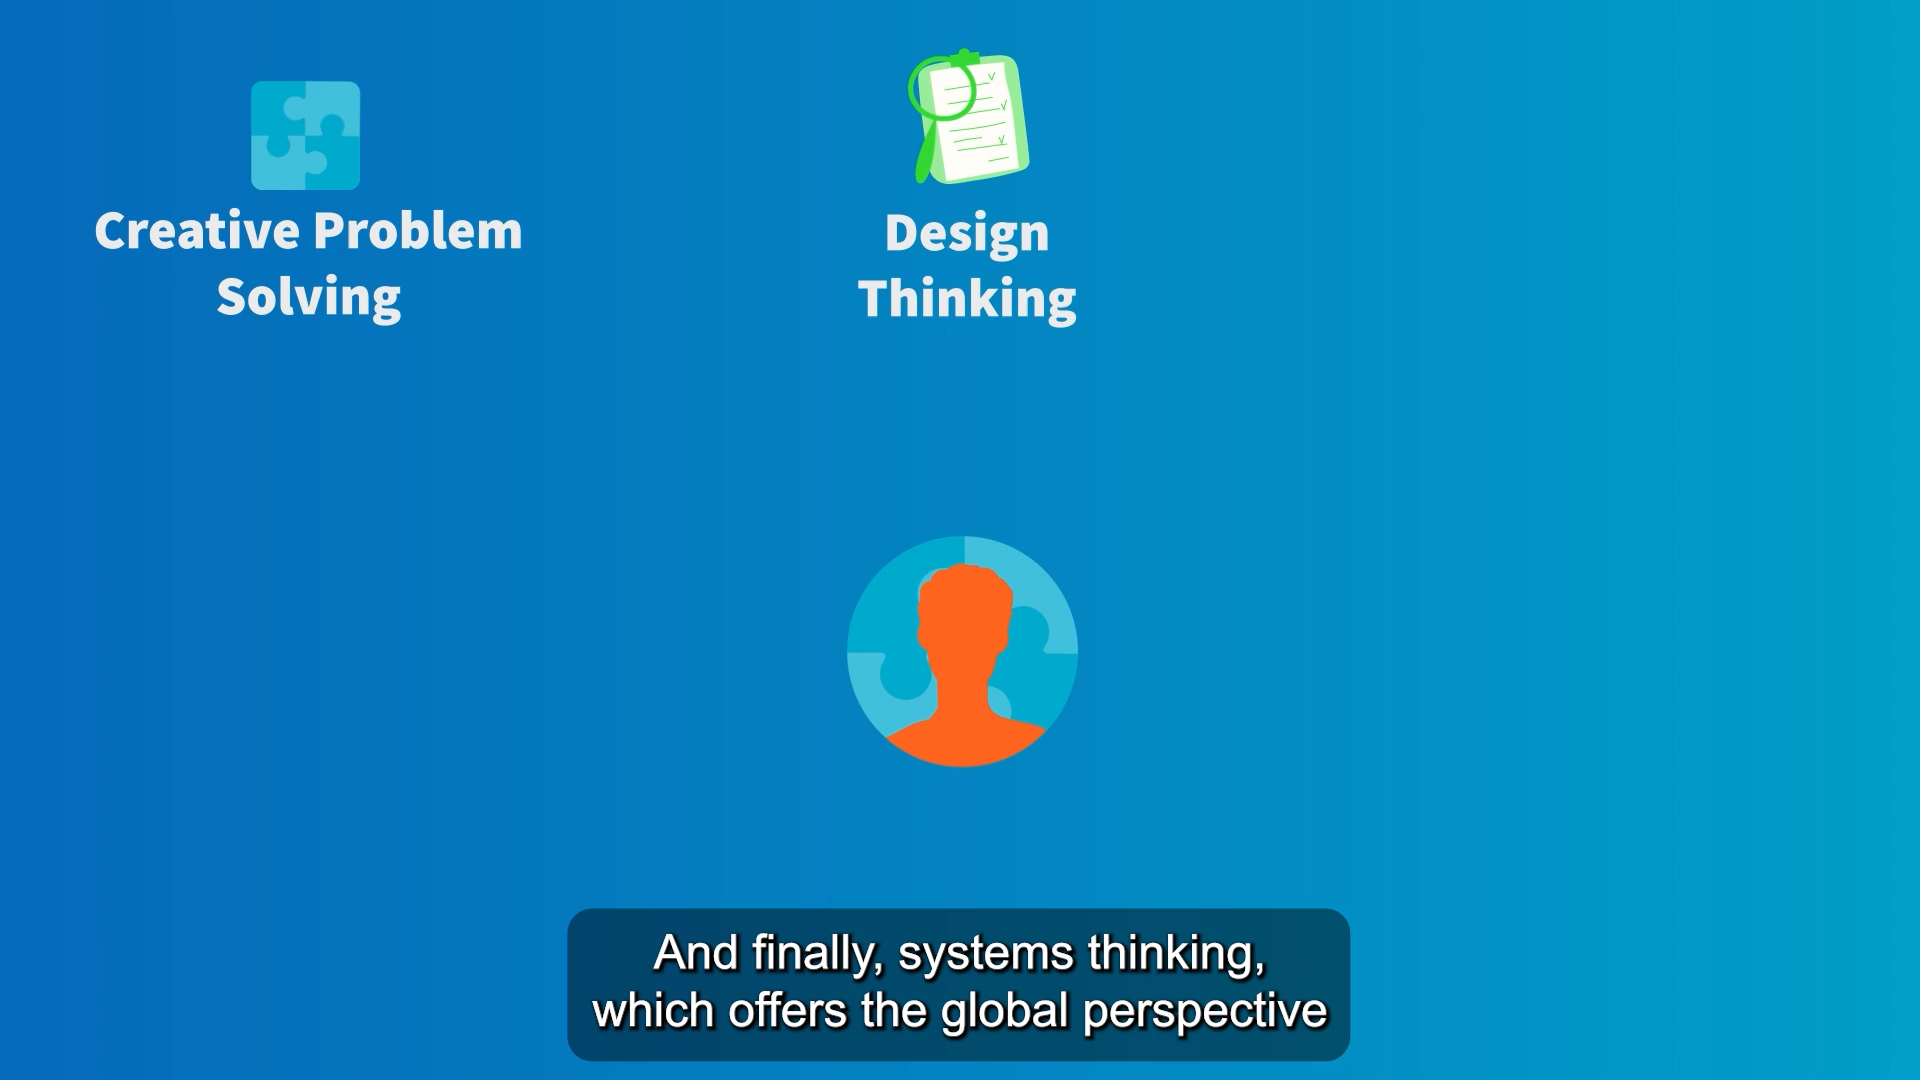 Creative Problem
Solving
Design
Thinking
And finally, systems thinking,
which offers the global perspective